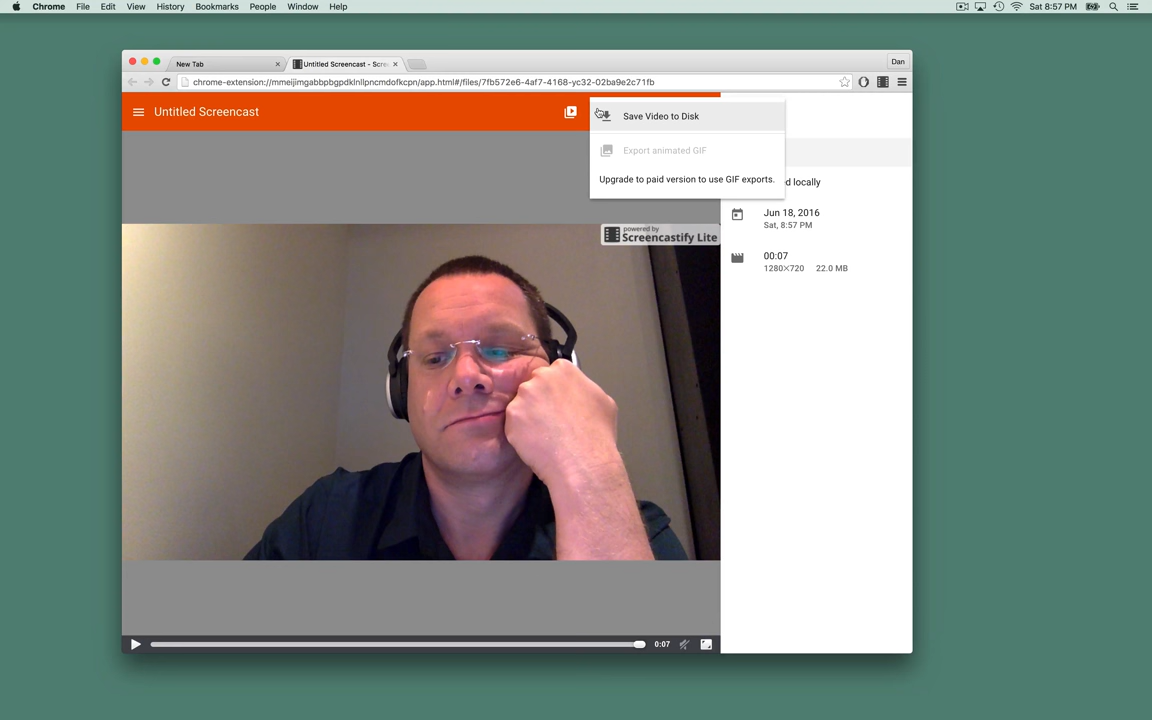 Chrome File Edit View History Bookmarks People Window Help
Sat 8:57 PM
New Tab
Untitled Screencast - Scre
Dan
chrome-extension://mmeijimgabbpbgpdklnllpncmdofkcpn/app.html#/files/7fb572e6-4af7-4168-yc32-02ba9e2c71fb
Untitled Screencast
Save Video to Disk
Export animated GIF
Upgrade to paid version to use GIF exports.
d locally
Jun 18, 2016
Sat, 8:57 PM
powered by
Screencastify Lite
00:07
1280×720 22.0 MB
0:07